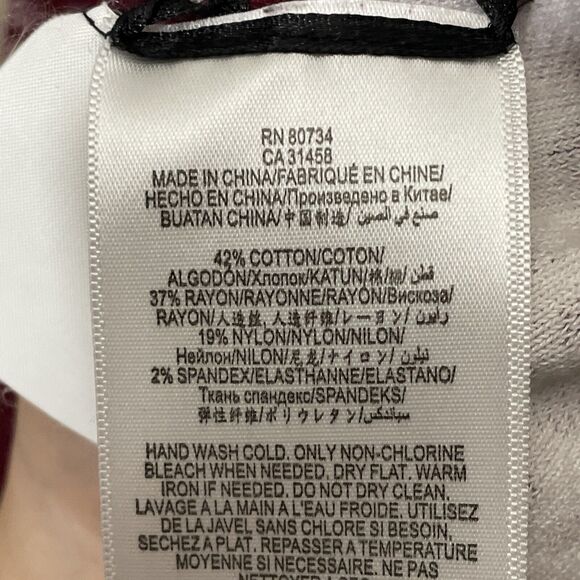 RN 80734
CA 31458
MADE IN CHINA/FABRIQUÉ EN CHINE/
HECHO EN CHINA/Произведено в Китае/
BUATAN CHINA/中国制造/ صنع في الصين/
42% COTTON/COTON/
ALGODÓN/Хлопок/KATUN/棉/綿/ قطن/
37% RAYON/RAYONNE/RAYON/Вискоза/
RAYON/人造丝, 人造纤维/レーヨン/ رايون/
19% NYLON/NYLON/NILON/
Нейлон/NILON/尼龙/ナイロン/ نيلون/
2% SPANDEX/ELASTHANNE/ELASTANO/
Ткань спандекс/SPANDEKS/
弹性纤维/ポリウレタン/ سباندكس/
HAND WASH COLD. ONLY NON-CHLORINE
BLEACH WHEN NEEDED. DRY FLAT. WARM
IRON IF NEEDED. DO NOT DRY CLEAN.
LAVAGE A LA MAIN A L'EAU FROIDE. UTILISEZ
DE LA JAVEL SANS CHLORE SI BESOIN.
SECHEZ A PLAT. REPASSER A TEMPERATURE
MOYENNE SI NECESSAIRE. NE PAS